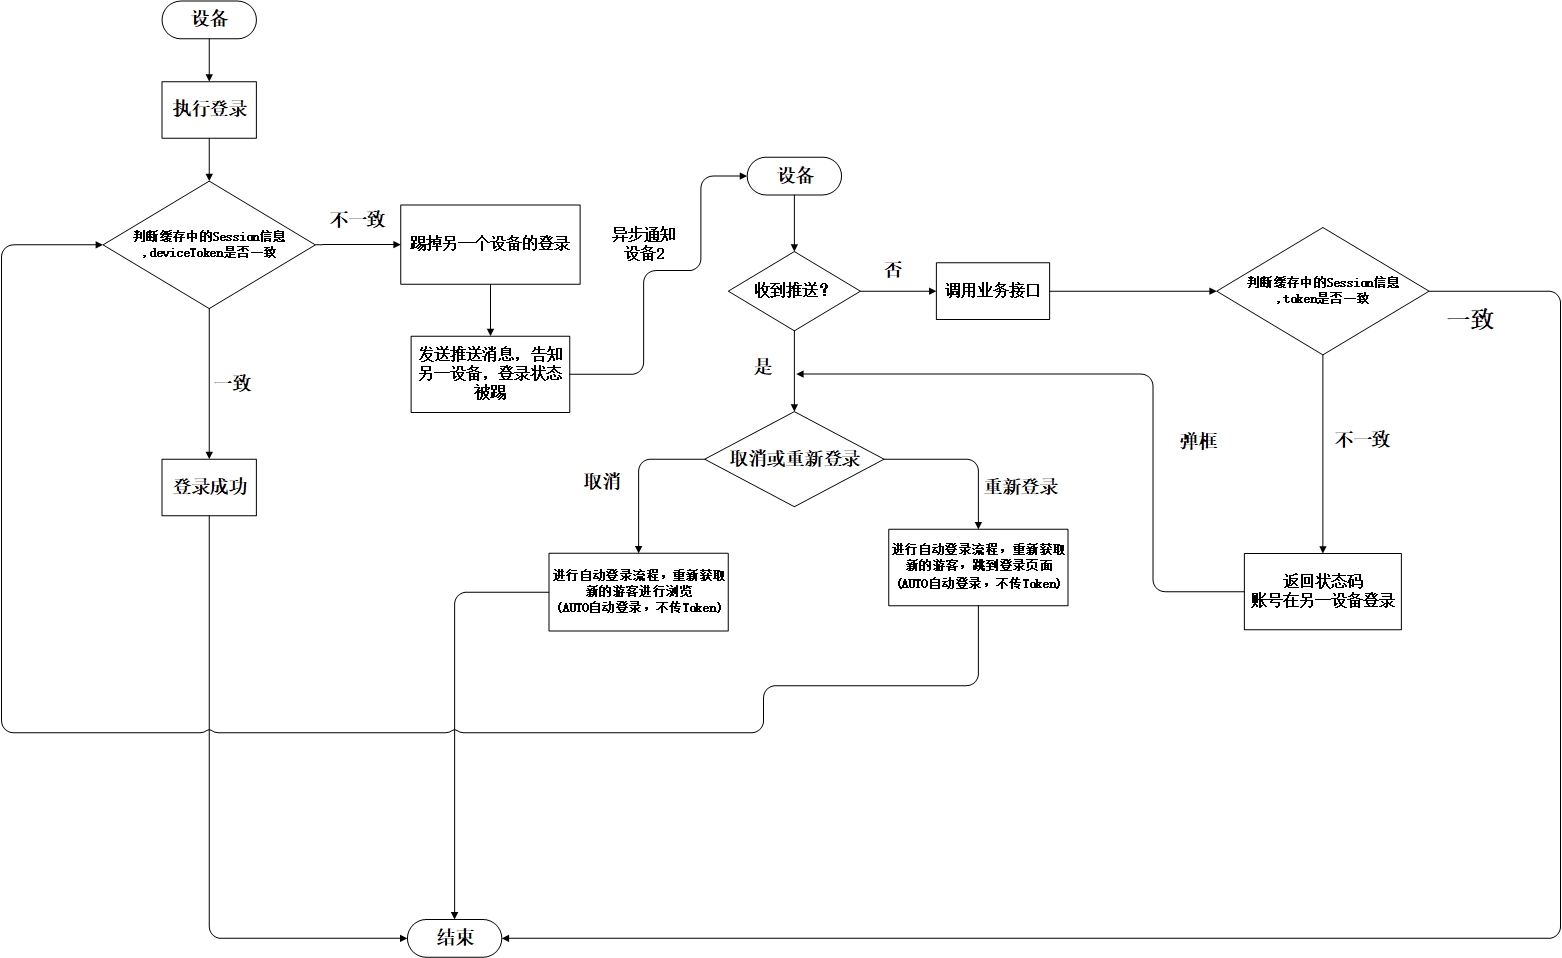 设备
执行登录
判断缓存中的Session信息
,deviceToken是否一致
不一致
踢掉另一个设备的登录
发送推送消息，告知
另一设备，登录状态
被踢
异步通知
设备2
一致
登录成功
设备
收到推送？
否
调用业务接口
判断缓存中的Session信息
,token是否一致
一致
是
取消或重新登录
取消
重新登录
弹框
不一致
进行自动登录流程，重新获取
新的游客进行浏览
(AUTO自动登录，不传Token)
进行自动登录流程，重新获取
新的游客，跳到登录页面
(AUTO自动登录，不传Token)
返回状态码
账号在另一设备登录
结束